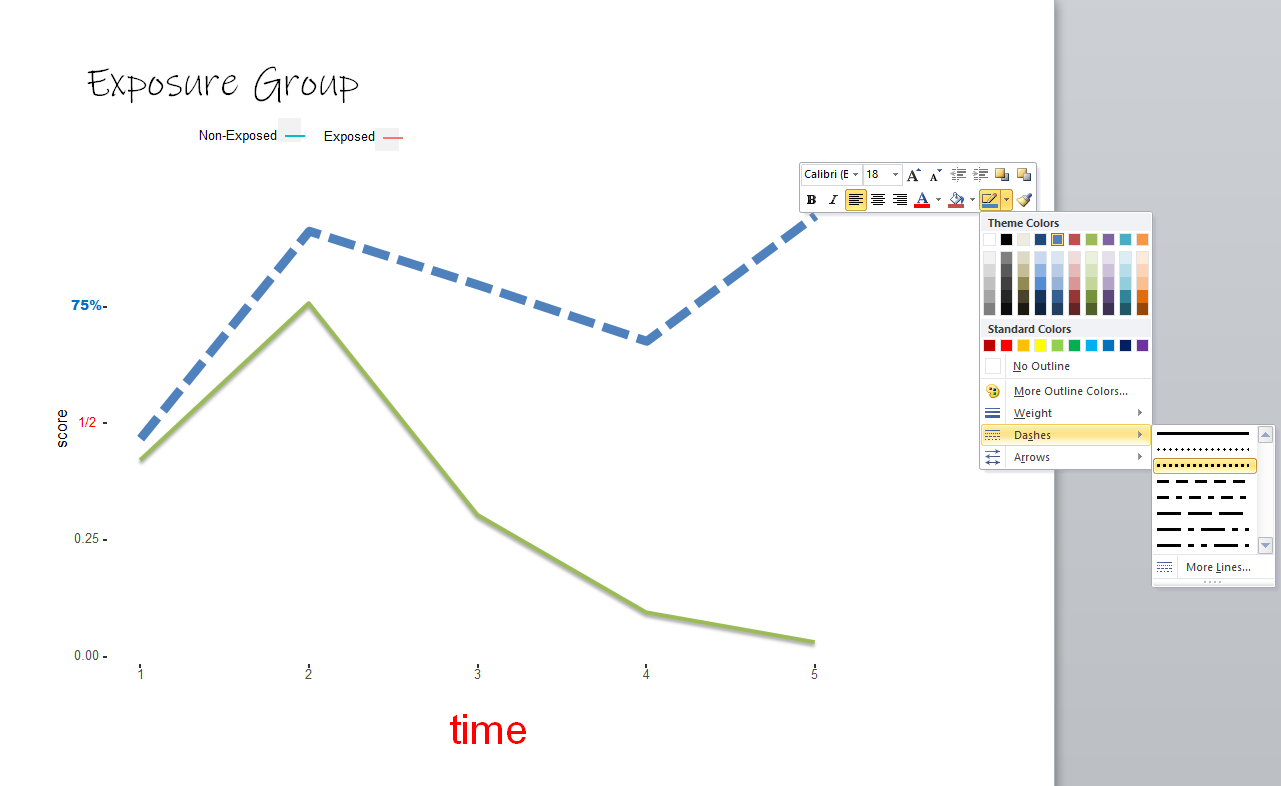 Exposure Group
Non-Exposed Exposed
Calibri (E 18 A A
B I A
Theme Colors
75%
Standard Colors
No Outline
More Outline Colors...
Weight
score
1/2
Dashes
Arrows
0.25
More Lines...
0.00
1 2 3 4 5
time